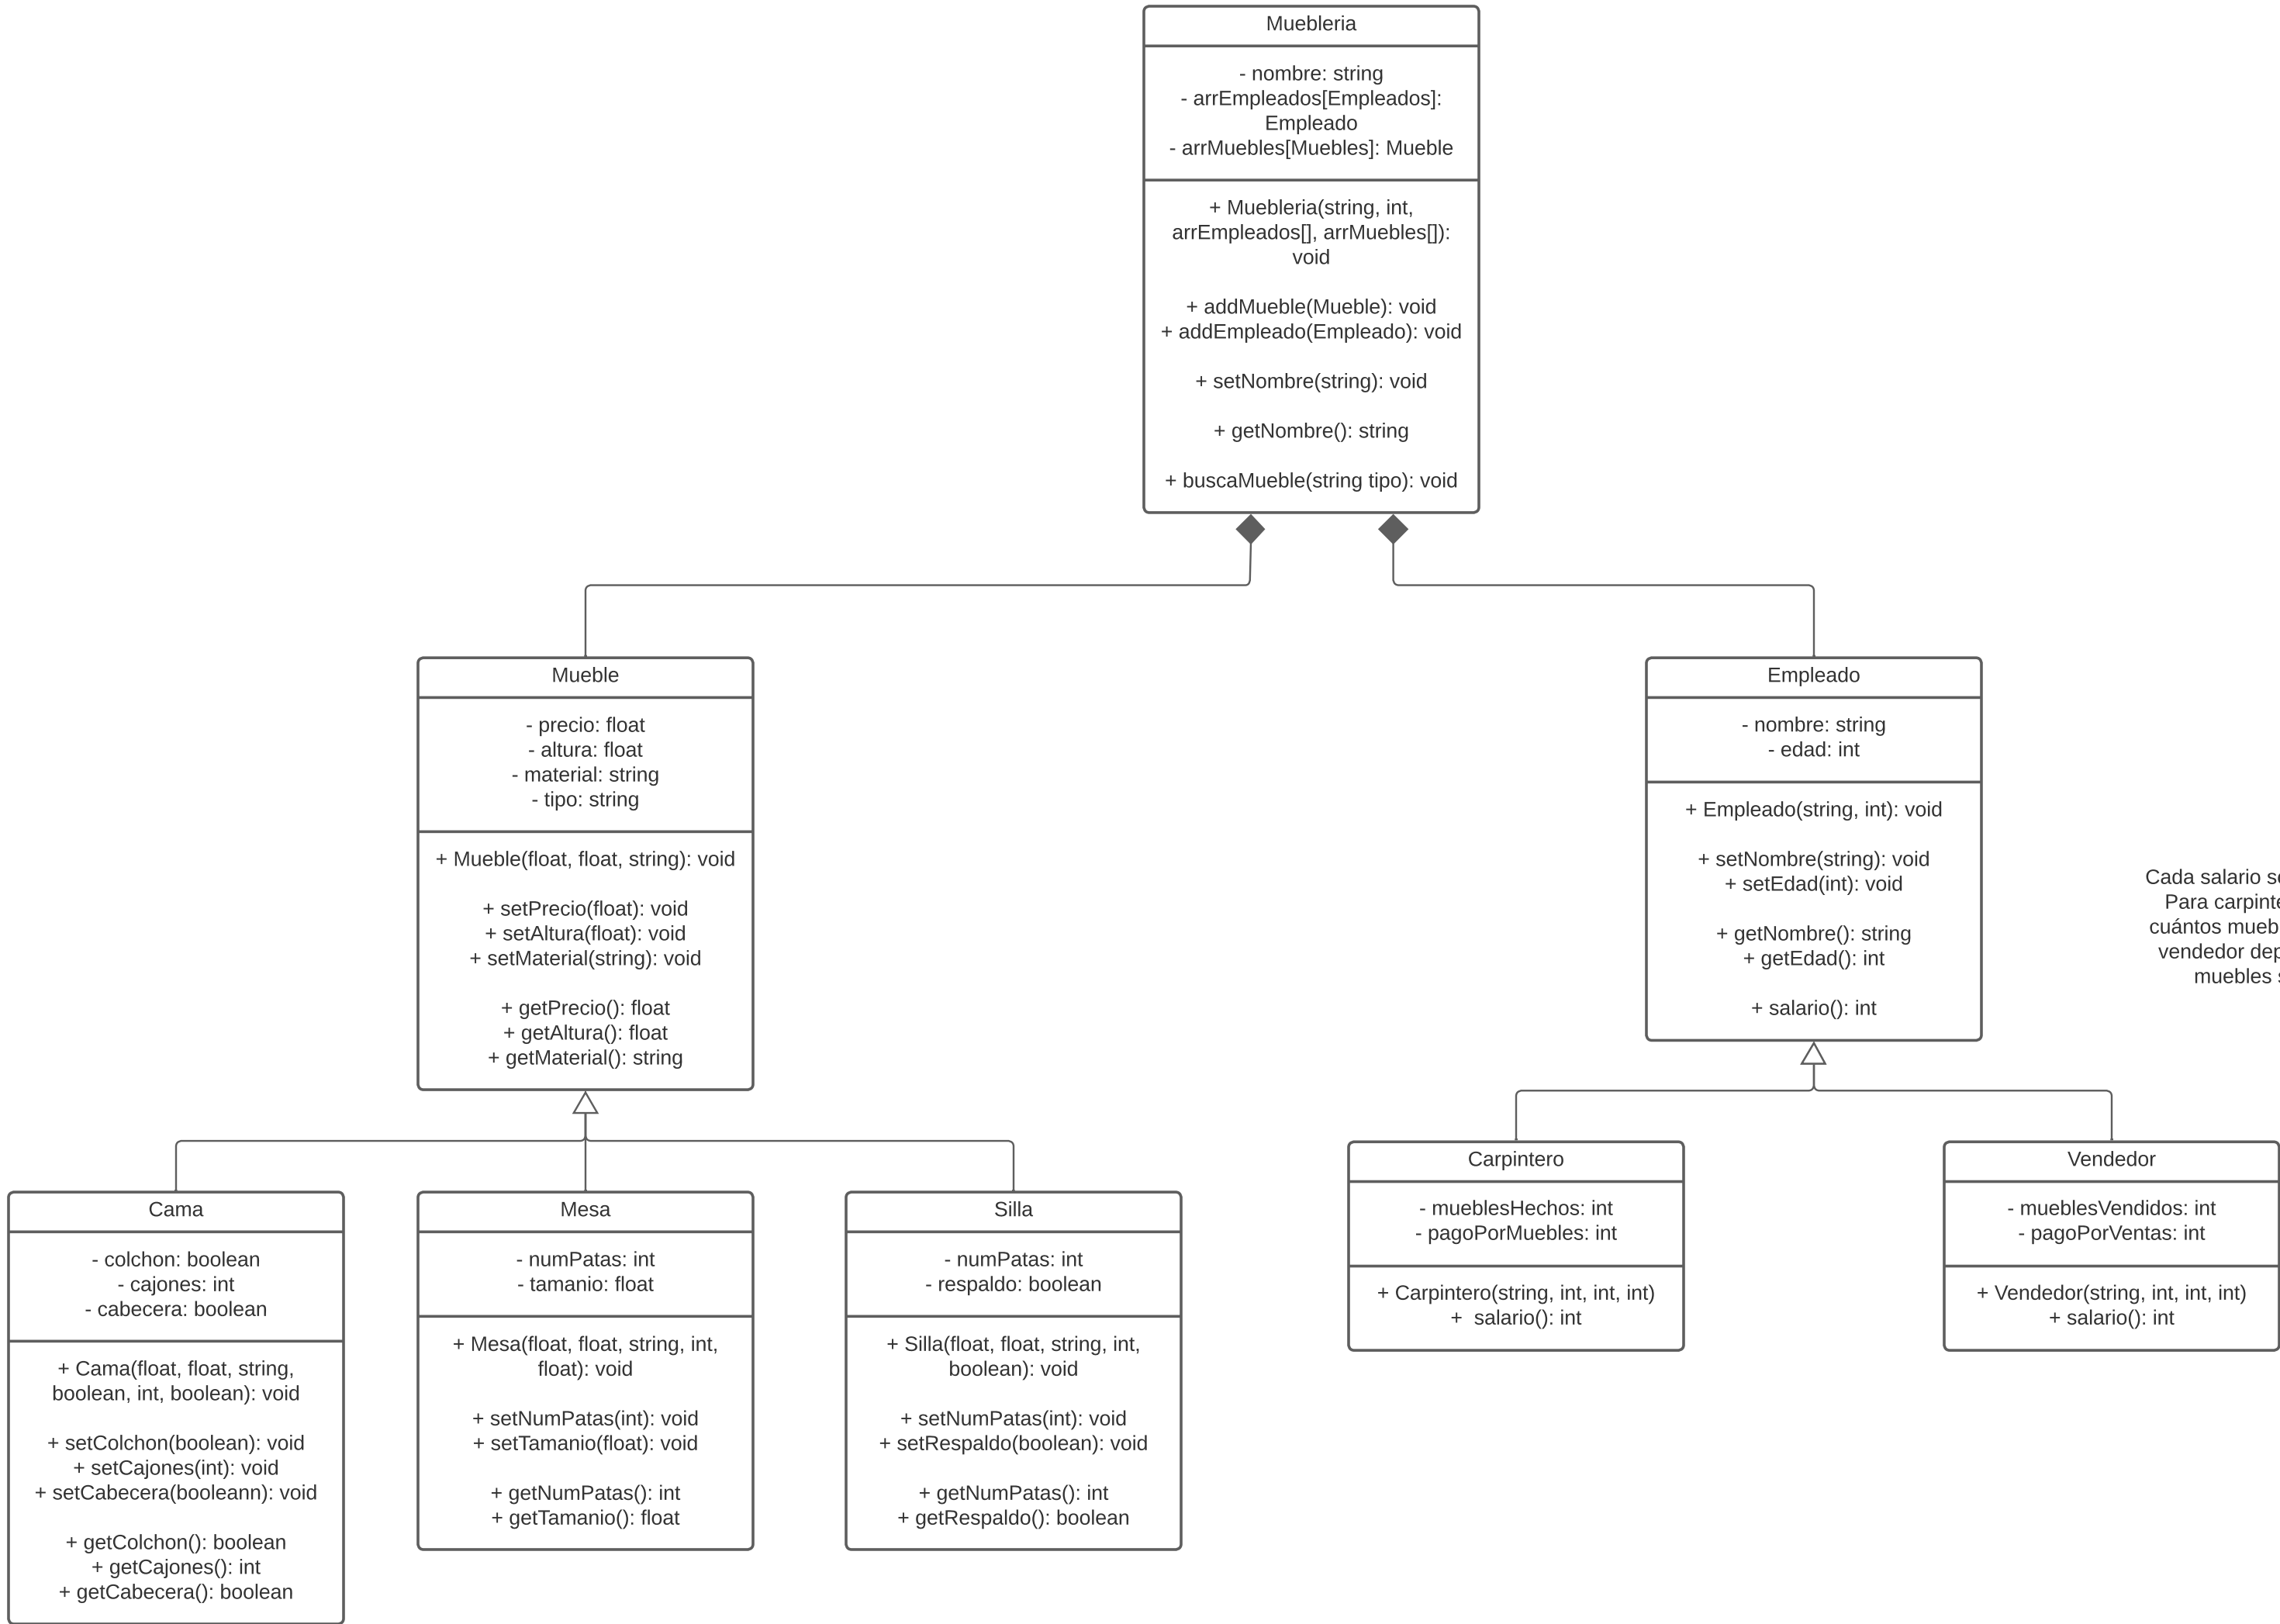 Muebleria
- nombre: string
- arrEmpleados[Empleados]:
Empleado
- arrMuebles[Muebles]: Mueble
+ Muebleria(string, int,
arrEmpleados[], arrMuebles[]):
void
+ addMueble(Mueble): void
+ addEmpleado(Empleado): void
+ setNombre(string): void
+ getNombre(): string
+ buscaMueble(string tipo): void
Mueble
- precio: float
- altura: float
- material: string
- tipo: string
+ Mueble(float, float, string): void
+ setPrecio(float): void
+ setAltura(float): void
+ setMaterial(string): void
+ getPrecio(): float
+ getAltura(): float
+ getMaterial(): string
Empleado
- nombre: string
- edad: int
+ Empleado(string, int): void
+ setNombre(string): void
+ setEdad(int): void
+ getNombre(): string
+ getEdad(): int
+ salario(): int
Cada salario
Para
cuántos
vendedor
muebles
Cama
- colchon: boolean
- cajones: int
- cabecera: boolean
+ Cama(float, float, string,
boolean, int, boolean): void
+ setColchon(boolean): void
+ setCajones(int): void
+ setCabecera(booleann): void
+ getColchon(): boolean
+ getCajones(): int
+ getCabecera(): boolean
Mesa
- numPatas: int
- tamanio: float
+ Mesa(float, float, string, int,
float): void
+ setNumPatas(int): void
+ setTamanio(float): void
+ getNumPatas(): int
+ getTamanio(): float
Silla
- numPatas: int
- respaldo: boolean
+ Silla(float, float, string, int,
boolean): void
+ setNumPatas(int): void
+ setRespaldo(boolean): void
+ getNumPatas(): int
+ getRespaldo(): boolean
Carpintero
- mueblesHechos: int
- pagoPorMuebles: int
+ Carpintero(string, int, int, int)
+  salario(): int
Vendedor
- mueblesVendidos: int
- pagoPorVentas: int
+ Vendedor(string, int, int, int)
+ salario(): int